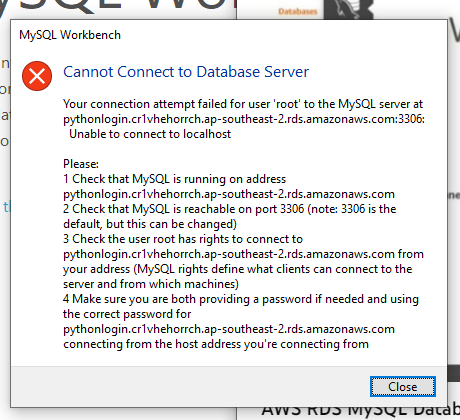 ySQL Wor
Databases
MySQL Workbench
Cannot Connect to Database Server
Your connection attempt failed for user 'root' to the MySQL server at
pythonlogin.cr1vhehorrch.ap-southeast-2.rds.amazonaws.com:3306:
Unable to connect to localhost
Please:
1 Check that MySQL is running on address
pythonlogin.cr1vhehorrch.ap-southeast-2.rds.amazonaws.com
2 Check that MySQL is reachable on port 3306 (note: 3306 is the
default, but this can be changed)
3 Check the user root has rights to connect to
pythonlogin.cr1vhehorrch.ap-southeast-2.rds.amazonaws.com from
your address (MySQL rights define what clients can connect to the
server and from which machines)
4 Make sure you are both providing a password if needed and using
the correct password for
pythonlogin.cr1vhehorrch.ap-southeast-2.rds.amazonaws.com
connecting from the host address you're connecting from
Close
AWS RDS MySQL Datab